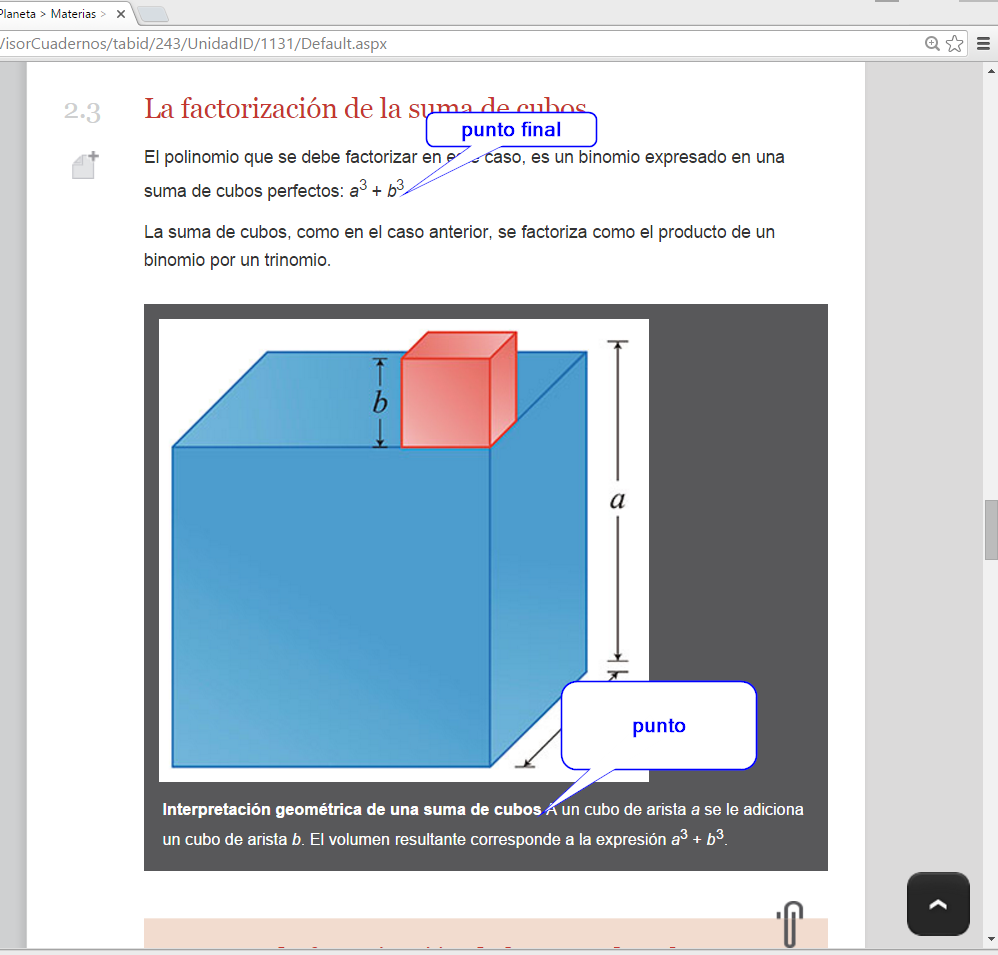 Planeta > Materias >
/isorCuadernos/tabid/243/UnidadID/1131/Default.aspx
2.3 La factorización de la suma de cubos
punto final
El polinomio que se debe factorizar en este caso, es un binomio expresado en una
suma de cubos perfectos: a³ + b³
La suma de cubos, como en el caso anterior, se factoriza como el producto de un
binomio por un trinomio.
b
a
punto
Interpretación geométrica de una suma de cubos A un cubo de arista a se le adiciona
un cubo de arista b. El volumen resultante corresponde a la expresión a³ + b³.